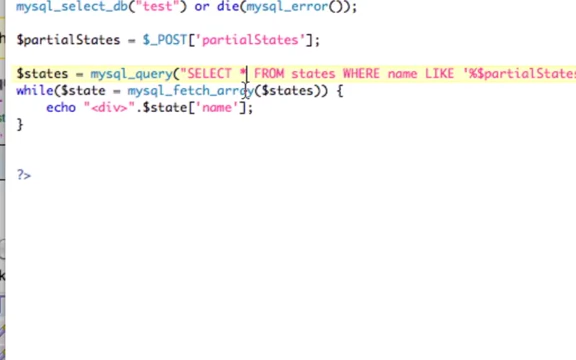 mysql_select_db("test") or die(mysql_error());
$partialStates = $_POST['partialStates'];
$states = mysql_query("SELECT * FROM states WHERE name LIKE '%$partialStates
while($state = mysql_fetch_array($states)) {
echo "<div>".$state['name'];
}
?>